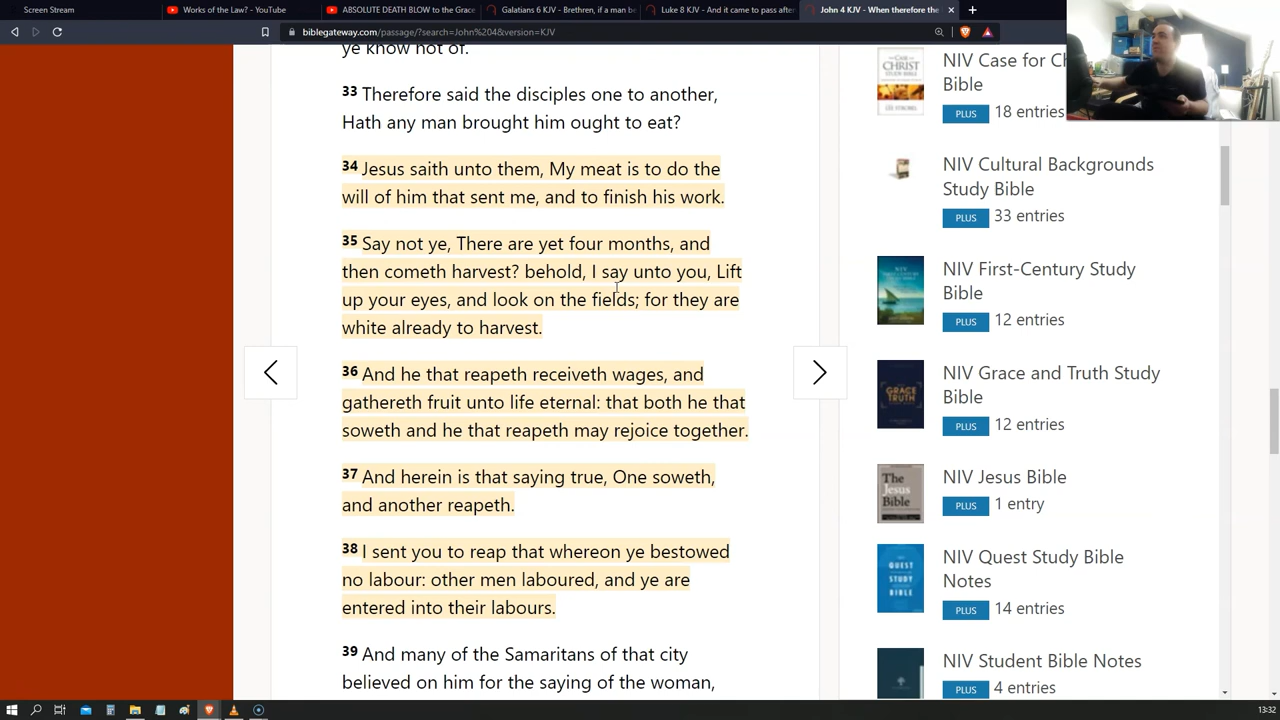 Screen Stream
Works of the Law? - YouTube
ABSOLUTE DEATH BLOW to the Grace
Galatians 6 KJV - Brethren, if a man be
Luke 8 KJV - And it came to pass after
John 4 KJV - When therefore the
biblegateway.com/passage/?search=John%204&version=KJV
ye know not of.
33 Therefore said the disciples one to another,
Hath any man brought him ought to eat?
34 Jesus saith unto them, My meat is to do the
will of him that sent me, and to finish his work.
35 Say not ye, There are yet four months, and
then cometh harvest? behold, I say unto you, Lift
up your eyes, and look on the fields; for they are
white already to harvest.
36 And he that reapeth receiveth wages, and
gathereth fruit unto life eternal: that both he that
soweth and he that reapeth may rejoice together.
37 And herein is that saying true, One soweth,
and another reapeth.
38 I sent you to reap that whereon ye bestowed
no labour: other men laboured, and ye are
entered into their labours.
39 And many of the Samaritans of that city
believed on him for the saying of the woman,
NIV Case for Ch
Bible
PLUS 18 entries
NIV Cultural Backgrounds
Study Bible
PLUS 33 entries
NIV First-Century Study
Bible
PLUS 12 entries
NIV Grace and Truth Study
Bible
PLUS 12 entries
NIV Jesus Bible
PLUS 1 entry
NIV Quest Study Bible
Notes
PLUS 14 entries
NIV Student Bible Notes
PLUS 4 entries
CHRIST
GRACE
TRUTH
The
Jesus
Bible
QUEST
STUDY
BIBLE
13:32